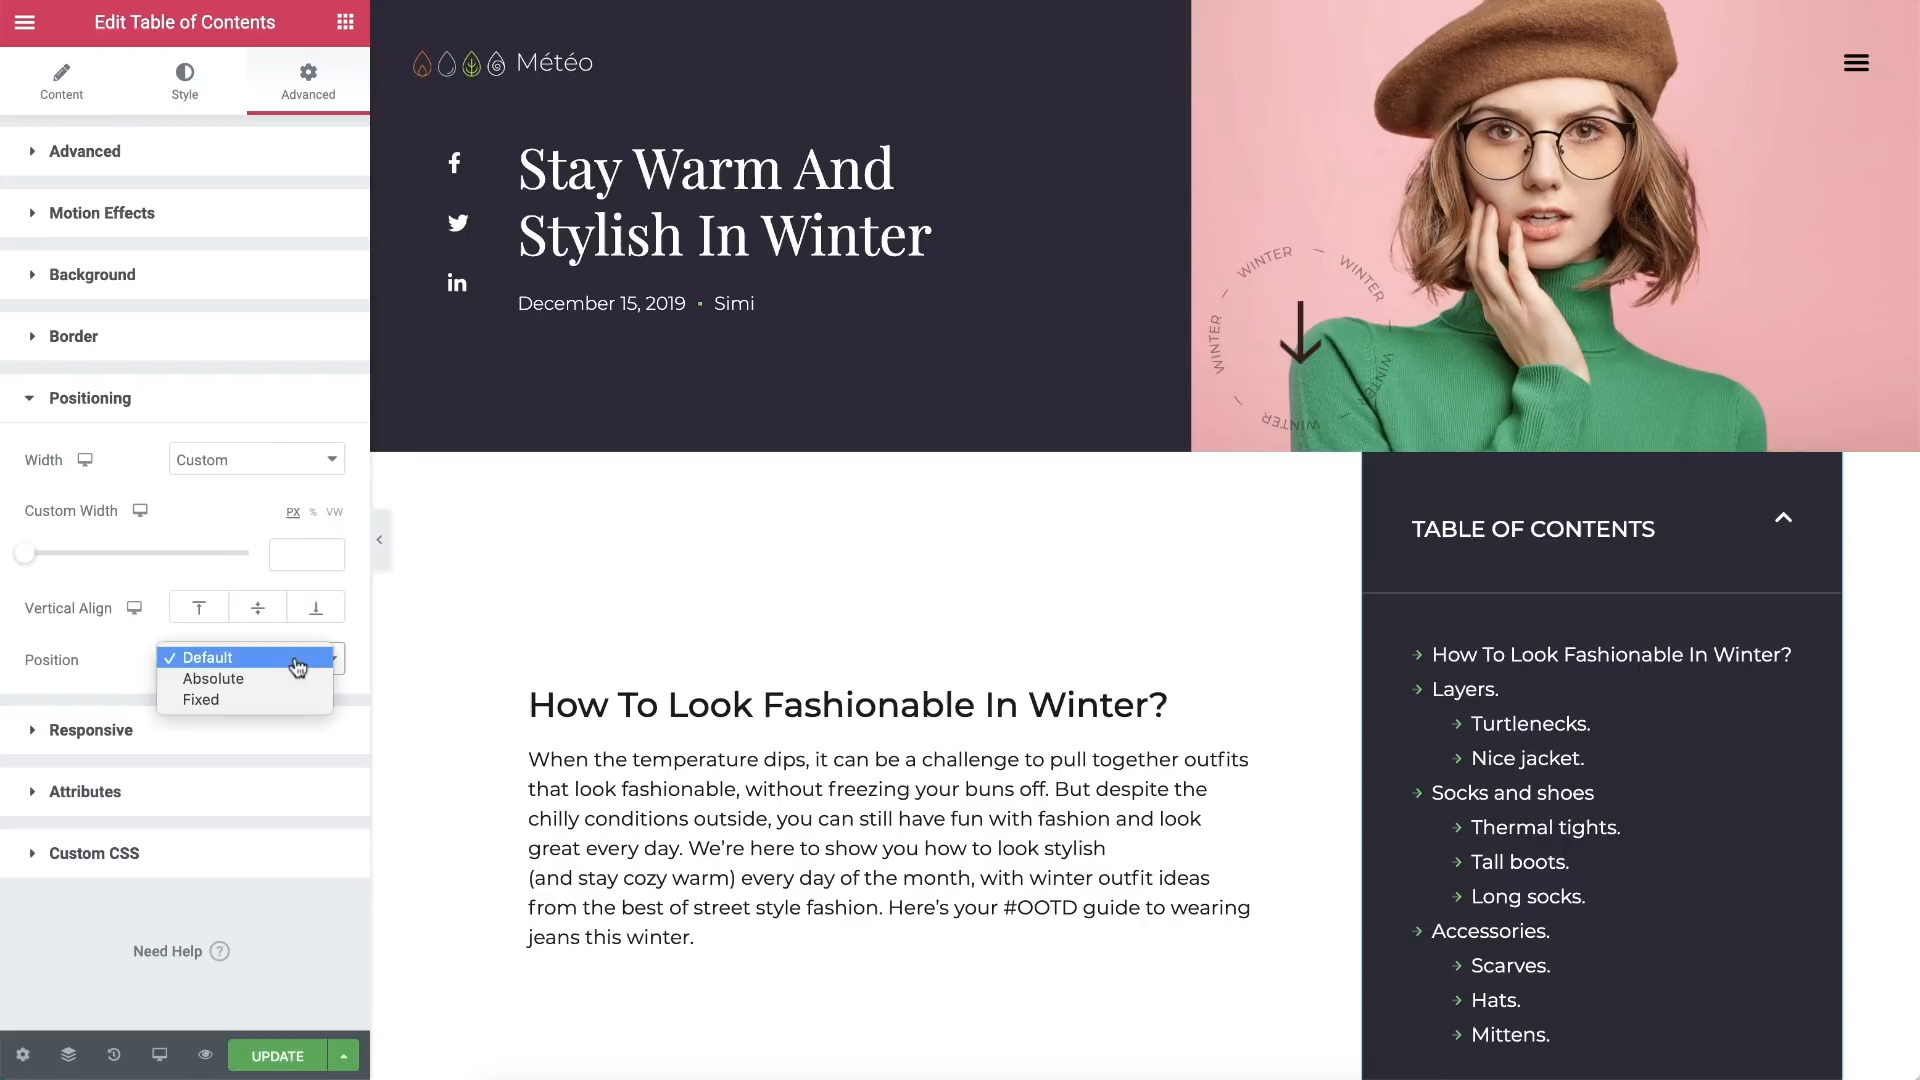 Edit Table of Contents
Content
Style
Advanced
Advanced
Motion Effects
Background
Border
Positioning
Width
Custom
Custom Width
PX
%
VW
Vertical Align
Position
✓ Default
Absolute
Fixed
Responsive
Attributes
Custom CSS
Need Help ?
UPDATE
Météo
Stay Warm And
Stylish In Winter
December 15, 2019 • Simi
WINTER — WINTER — WINTER — WINTER — WINTER —
How To Look Fashionable In Winter?
When the temperature dips, it can be a challenge to pull together outfits
that look fashionable, without freezing your buns off. But despite the
chilly conditions outside, you can still have fun with fashion and look
great every day. We’re here to show you how to look stylish
(and stay cozy warm) every day of the month, with winter outfit ideas
from the best of street style fashion. Here’s your #OOTD guide to wearing
jeans this winter.
TABLE OF CONTENTS
How To Look Fashionable In Winter?
Layers.
Turtlenecks.
Nice jacket.
Socks and shoes
Thermal tights.
Tall boots.
Long socks.
Accessories.
Scarves.
Hats.
Mittens.